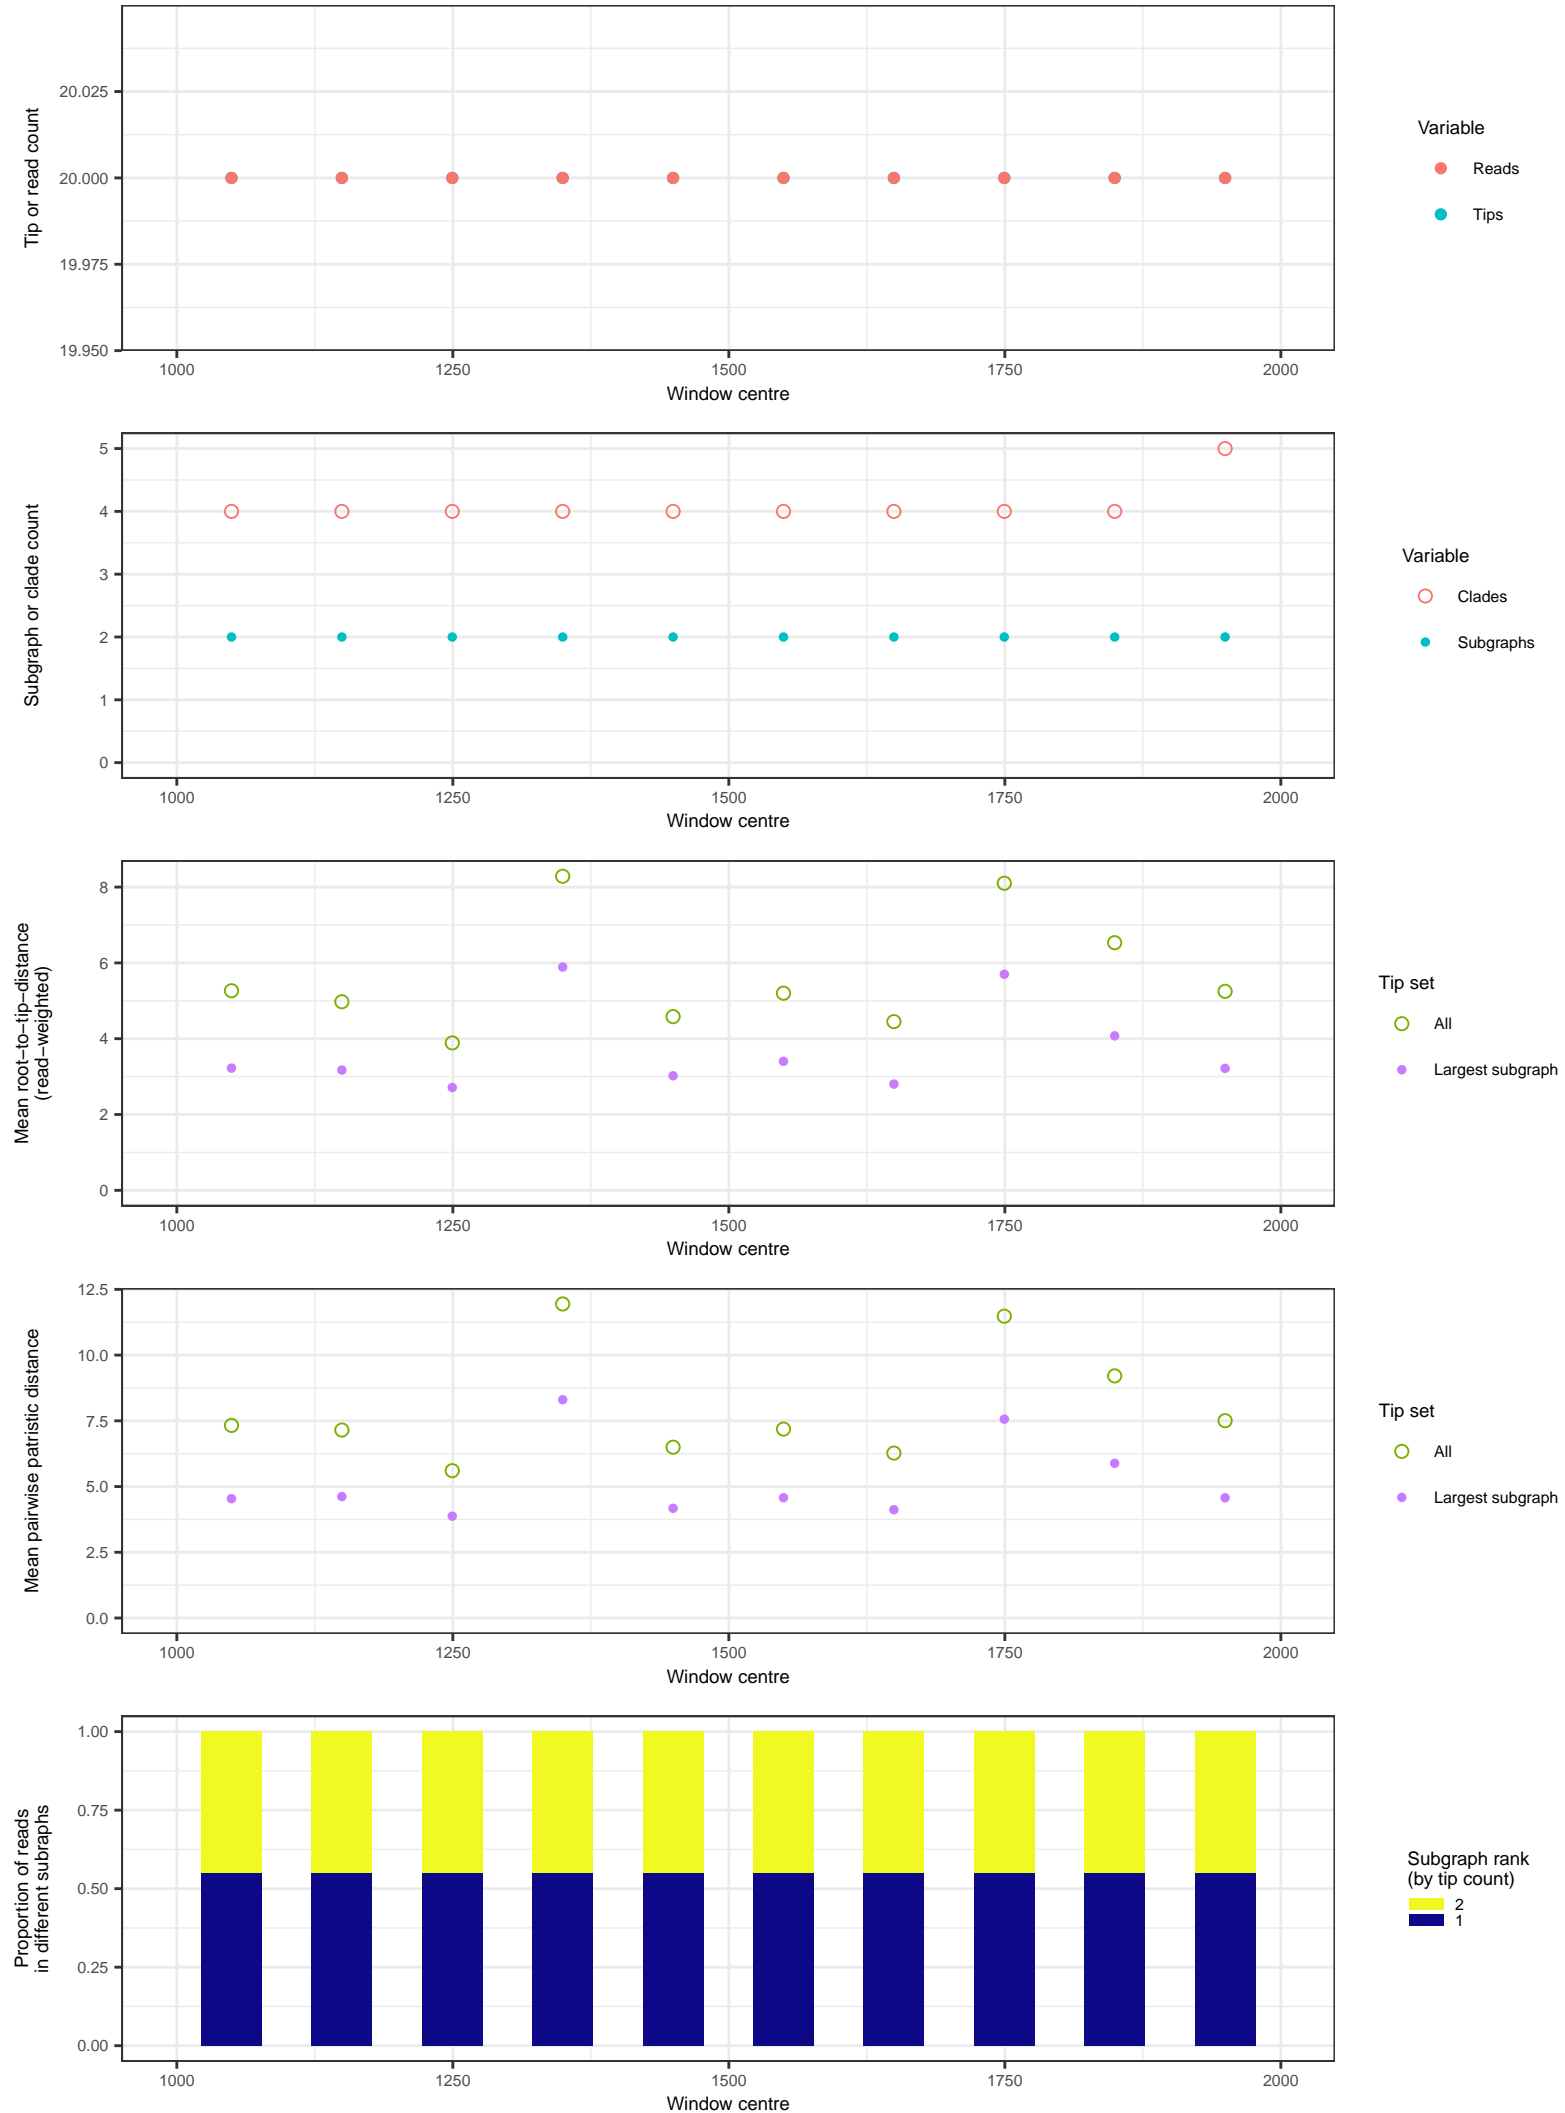 Tip or read count
20.025
20.000
19.975
19.950
1000 1250 1500 1750 2000
Window centre
Variable
Reads
Tips
Subgraph or clade count
5
4
3
2
1
0
1000 1250 1500 1750 2000
Window centre
Variable
Clades
Subgraphs
Mean root−to−tip−distance
(read−weighted)
8
6
4
2
0
1000 1250 1500 1750 2000
Window centre
Tip set
All
Largest subgraph
Mean pairwise patristic distance
12.5
10.0
7.5
5.0
2.5
0.0
1000 1250 1500 1750 2000
Window centre
Tip set
All
Largest subgraph
Proportion of reads
in different subraphs
1.00
0.75
0.50
0.25
0.00
1000 1250 1500 1750 2000
Window centre
Subgraph rank
(by tip count)
2
1